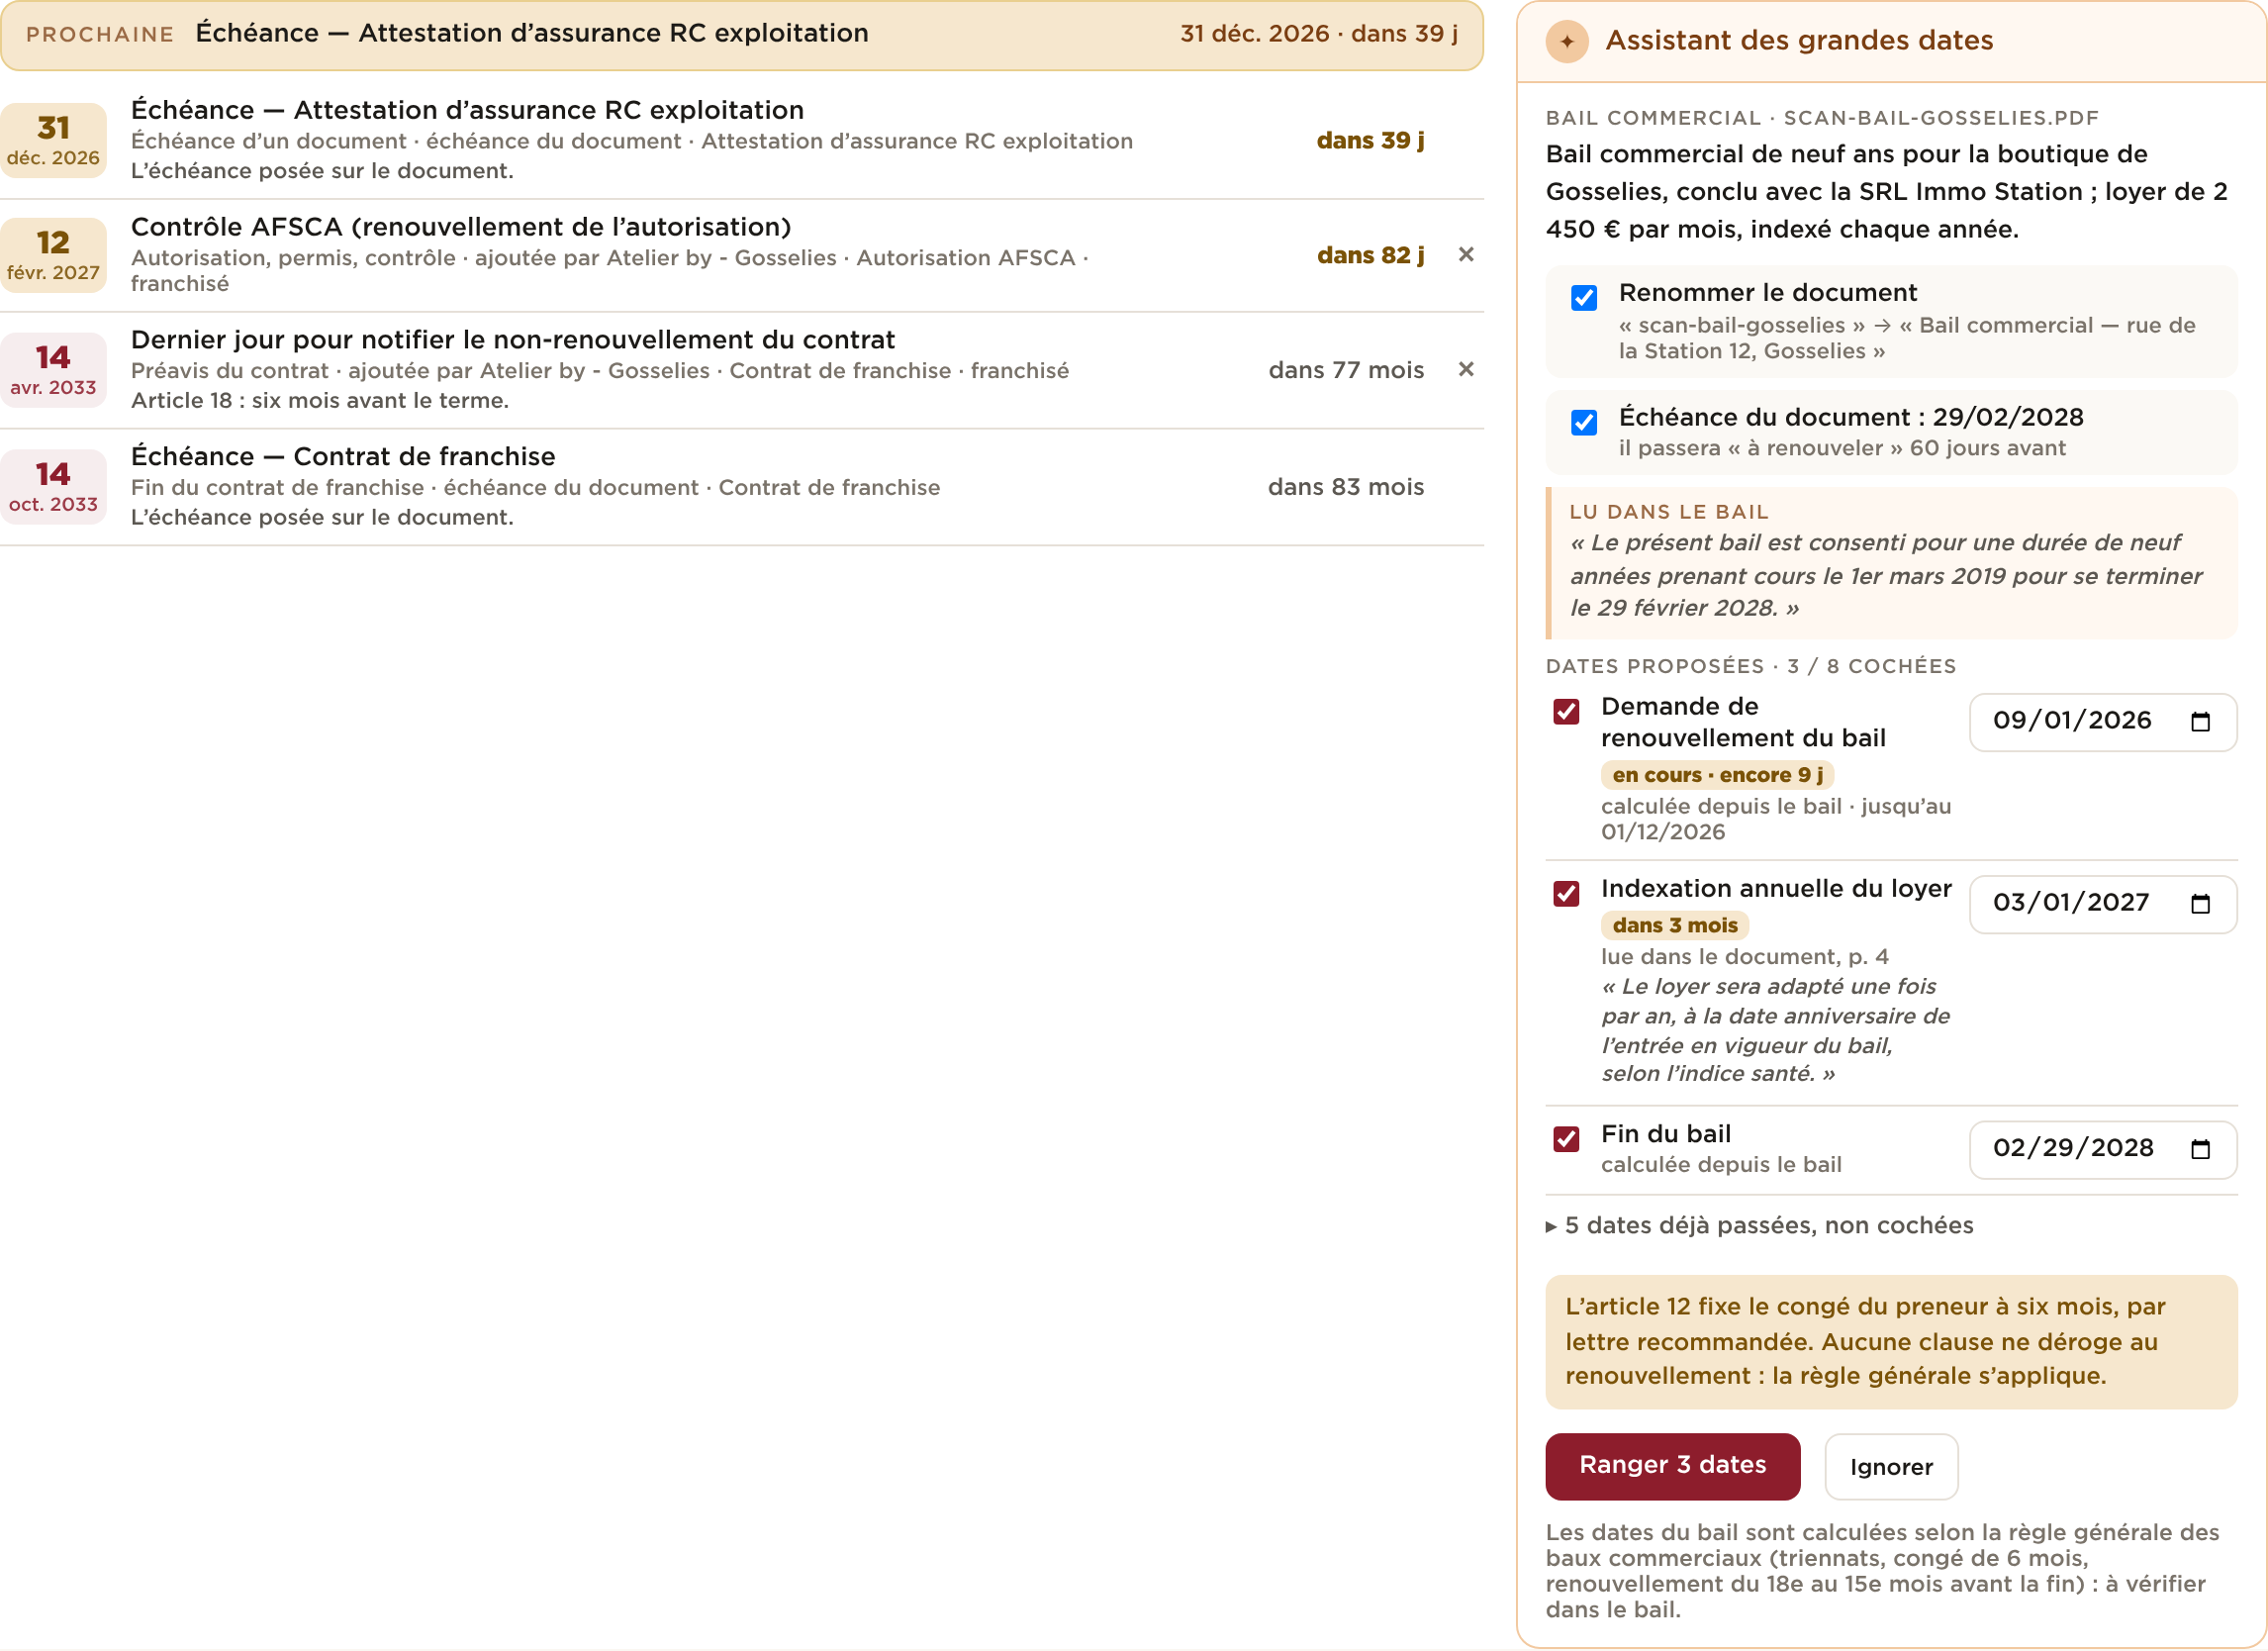 PROCHAINE Échéance — Attestation d’assurance RC exploitation 31 déc. 2026 · dans 39 j
31
déc. 2026
Échéance — Attestation d’assurance RC exploitation
Échéance d’un document · échéance du document · Attestation d’assurance RC exploitation
L’échéance posée sur le document.
dans 39 j
12
févr. 2027
Contrôle AFSCA (renouvellement de l’autorisation)
Autorisation, permis, contrôle · ajoutée par Atelier by - Gosselies · Autorisation AFSCA ·
franchisé
dans 82 j ×
14
avr. 2033
Dernier jour pour notifier le non-renouvellement du contrat
Préavis du contrat · ajoutée par Atelier by - Gosselies · Contrat de franchise · franchisé
Article 18 : six mois avant le terme.
dans 77 mois ×
14
oct. 2033
Échéance — Contrat de franchise
Fin du contrat de franchise · échéance du document · Contrat de franchise
L’échéance posée sur le document.
dans 83 mois
Assistant des grandes dates
BAIL COMMERCIAL · SCAN-BAIL-GOSSELIES.PDF
Bail commercial de neuf ans pour la boutique de
Gosselies, conclu avec la SRL Immo Station ; loyer de 2
450 € par mois, indexé chaque année.
Renommer le document
« scan-bail-gosselies » → « Bail commercial — rue de
la Station 12, Gosselies »
Échéance du document : 29/02/2028
il passera « à renouveler » 60 jours avant
LU DANS LE BAIL
« Le présent bail est consenti pour une durée de neuf
années prenant cours le 1er mars 2019 pour se terminer
le 29 février 2028. »
DATES PROPOSÉES · 3 / 8 COCHÉES
Demande de
renouvellement du bail
en cours · encore 9 j
calculée depuis le bail · jusqu’au
01/12/2026
09/01/2026
Indexation annuelle du loyer
dans 3 mois
lue dans le document, p. 4
« Le loyer sera adapté une fois
par an, à la date anniversaire de
l’entrée en vigueur du bail,
selon l’indice santé. »
03/01/2027
Fin du bail
calculée depuis le bail
02/29/2028
▸ 5 dates déjà passées, non cochées
L’article 12 fixe le congé du preneur à six mois, par
lettre recommandée. Aucune clause ne déroge au
renouvellement : la règle générale s’applique.
Ranger 3 dates
Ignorer
Les dates du bail sont calculées selon la règle générale des
baux commerciaux (triennats, congé de 6 mois,
renouvellement du 18e au 15e mois avant la fin) : à vérifier
dans le bail.